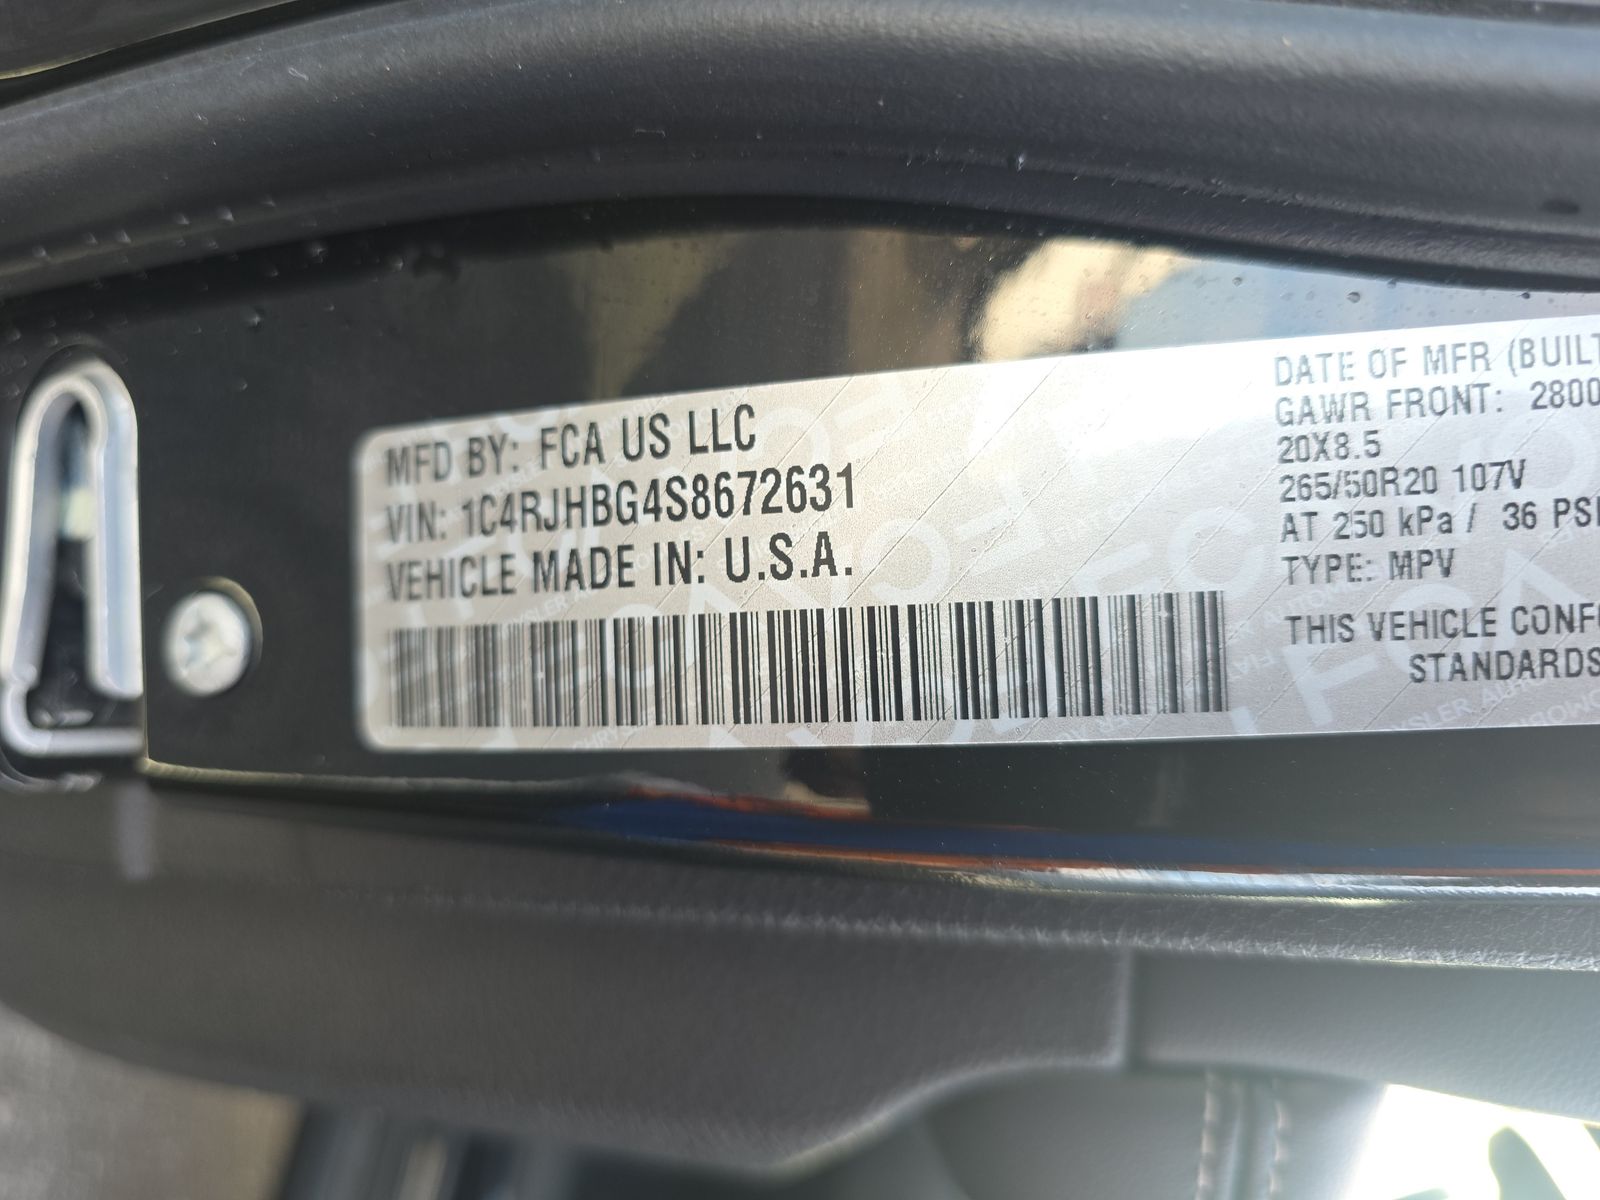 MFD BY: FCA US LLC
VIN: 1C4RJHBG4S8672631
VEHICLE MADE IN: U.S.A.
DATE OF MFR (BUILT
GAWR FRONT: 2800
20X8.5
265/50R20 107V
AT 250 kPa / 36 PSI
TYPE: MPV
THIS VEHICLE CONF
STANDARDS